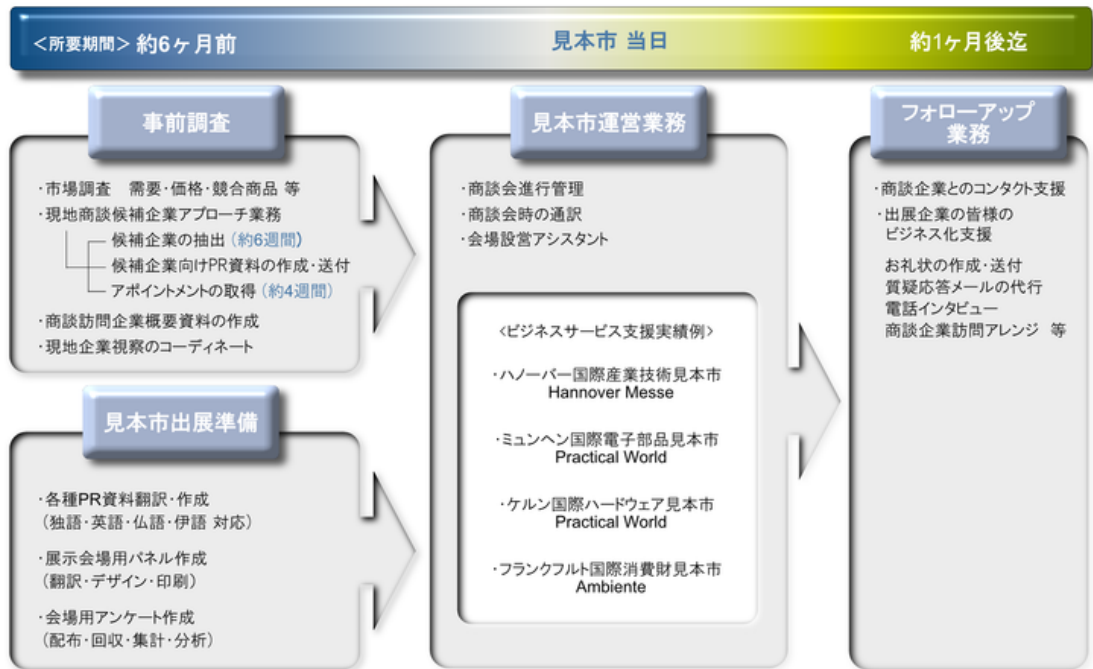 ＜所要期間＞ 約6ヶ月前
見本市 当日
約1ヶ月後迄
事前調査
・市場調査　需要・価格・競合商品 等
・現地商談候補企業アプローチ業務
候補企業の抽出 (約6週間)
候補企業向けPR資料の作成・送付
アポイントメントの取得 (約4週間)
・商談訪問企業概要資料の作成
・現地企業視察のコーディネート
見本市出展準備
・各種PR資料翻訳・作成
(独語・英語・仏語・伊語 対応)
・展示会場用パネル作成
(翻訳・デザイン・印刷)
・会場用アンケート作成
(配布・回収・集計・分析)
見本市運営業務
・商談会進行管理
・商談会時の通訳
・会場設営アシスタント
<ビジネスサービス支援実績例>
・ハノーバー国際産業技術見本市
Hannover Messe
・ミュンヘン国際電子部品見本市
Practical World
・ケルン国際ハードウェア見本市
Practical World
・フランクフルト国際消費財見本市
Ambiente
フォローアップ
業務
・商談企業とのコンタクト支援
・出展企業の皆様の
ビジネス化支援
お礼状の作成・送付
質疑応答メールの代行
電話インタビュー
商談企業訪問アレンジ 等